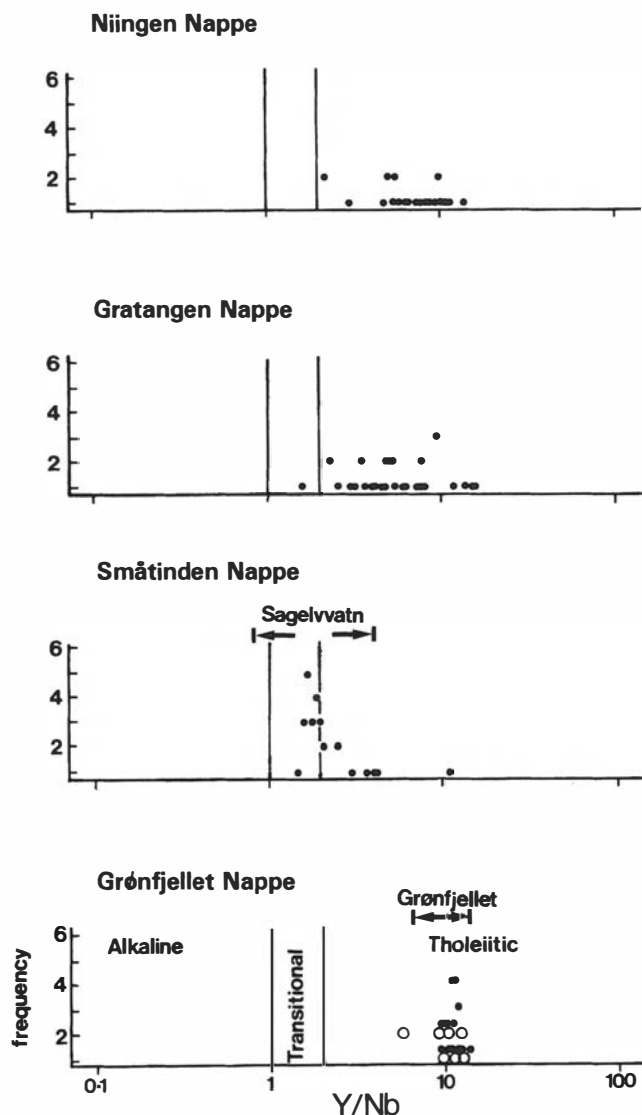 Niingen Nappe
6
4
2
Gratangen Nappe
6
4
2
Småtinden Nappe
Sagelvvatn
6
4
2
Grønfjellet Nappe
Grønfjellet
6
Alkaline
Transitional
Tholeiitic
4
2
frequency
0·1
1
10
100
Y/Nb